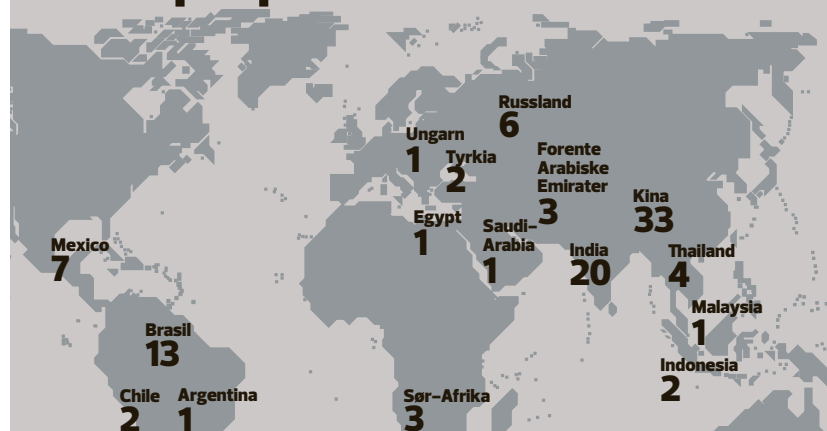 Russland
6
Ungarn
1
Tyrkia
2
Forente
Arabiske
Emirater
3
Kina
33
Egypt
1
Saudi-
Arabia
1
India
20
Thailand
4
Mexico
7
Malaysia
1
Brasil
13
Indonesia
2
Chile
2
Argentina
1
Sør-Afrika
3